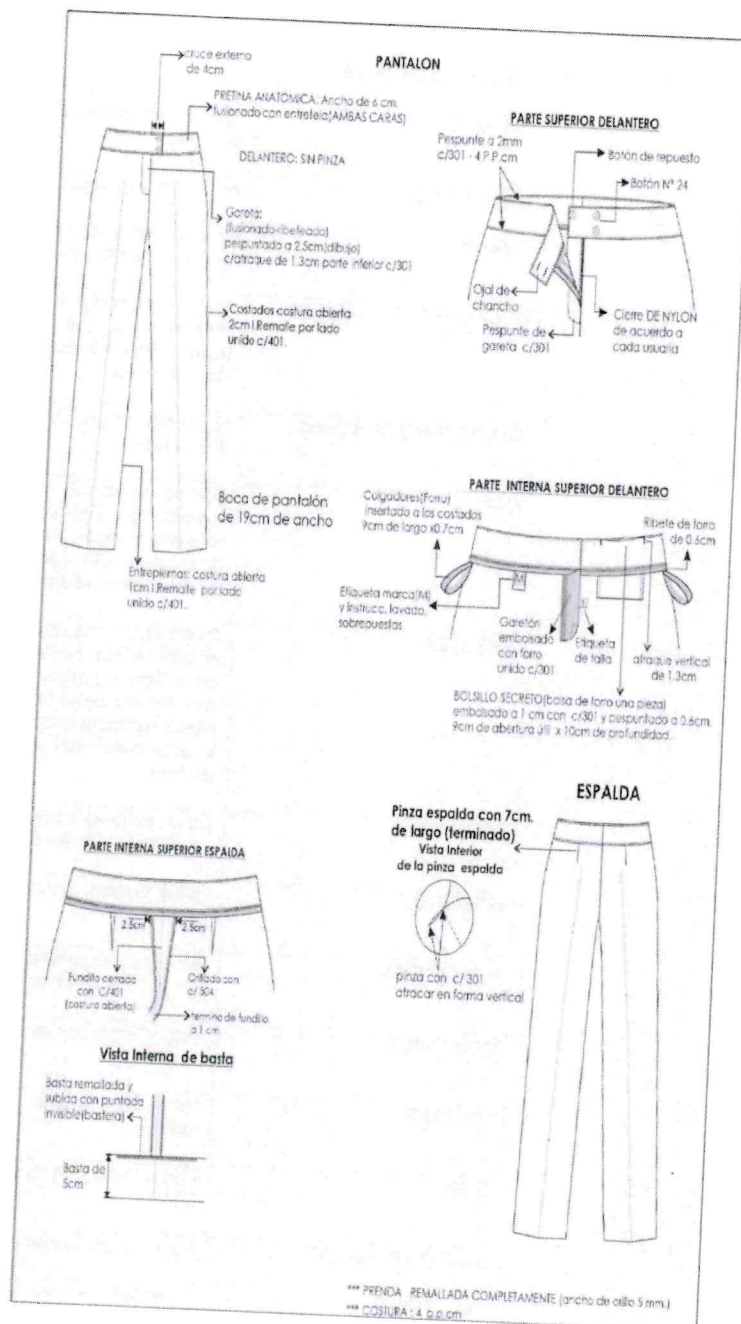 PANTALON
cruce externo
de 4cm
PRETINA ANATOMICA: Ancho de 6 cm.
fusionado con entretela(AMBAS CARAS)
DELANTERO: SIN PINZA
Gareta:
(fusionado-ribeteada)
pespuntado a 2.5cm(dibujo)
c/atraque de 1.3cm parte inferior c/301
Costados costura abierta
2cm l.Remalle por lado
unido c/401.
Boca de pantalón
de 19cm de ancho
Entrepiernas: costura abierta
1cm l.Remalle por lado
unido c/401.
PARTE SUPERIOR DELANTERO
Pespunte a 2mm
c/301 - 4 P.P.cm
Botón de repuesto
Botón N° 24
Ojal de
chancho
Pespunte de
gareta c/301
Cierre DE NYLON
de acuerdo a
cada usuaria
PARTE INTERNA SUPERIOR DELANTERO
Colgadores(Forro)
insertado a los costados
9cm de largo x0.7cm
Ribete de forro
de 0.6cm
Etiqueta marca(M)
y instrucc. lavado,
sobrepuestas
M
Garetón
embolsado
con forro
unido c/301
Etiqueta
de talla
atraque vertical
de 1.3cm
BOLSILLO SECRETO(bolsa de forro una pieza)
embolsado a 1 cm con c/301 y pespuntado a 0.6cm.
9cm de abertura útil x 10cm de profundidad.
PARTE INTERNA SUPERIOR ESPALDA
2.5cm
2.5cm
Fundillo cerrado
con C/401
(costura abierta)
Orillado con
c/ 504
termino de fundillo
a 1 cm.
Vista Interna de basta
Basta remallada y
subida con puntada
invisible(bastera)
Basta de
5cm
ESPALDA
Pinza espalda con 7cm.
de largo (terminado)
Vista Interior
de la pinza espalda
pinza con c/ 301
atracar en forma vertical
*** PRENDA REMALLADA COMPLETAMENTE (ancho de orillo 5 mm.)
*** COSTURA : 4 p.p.cm